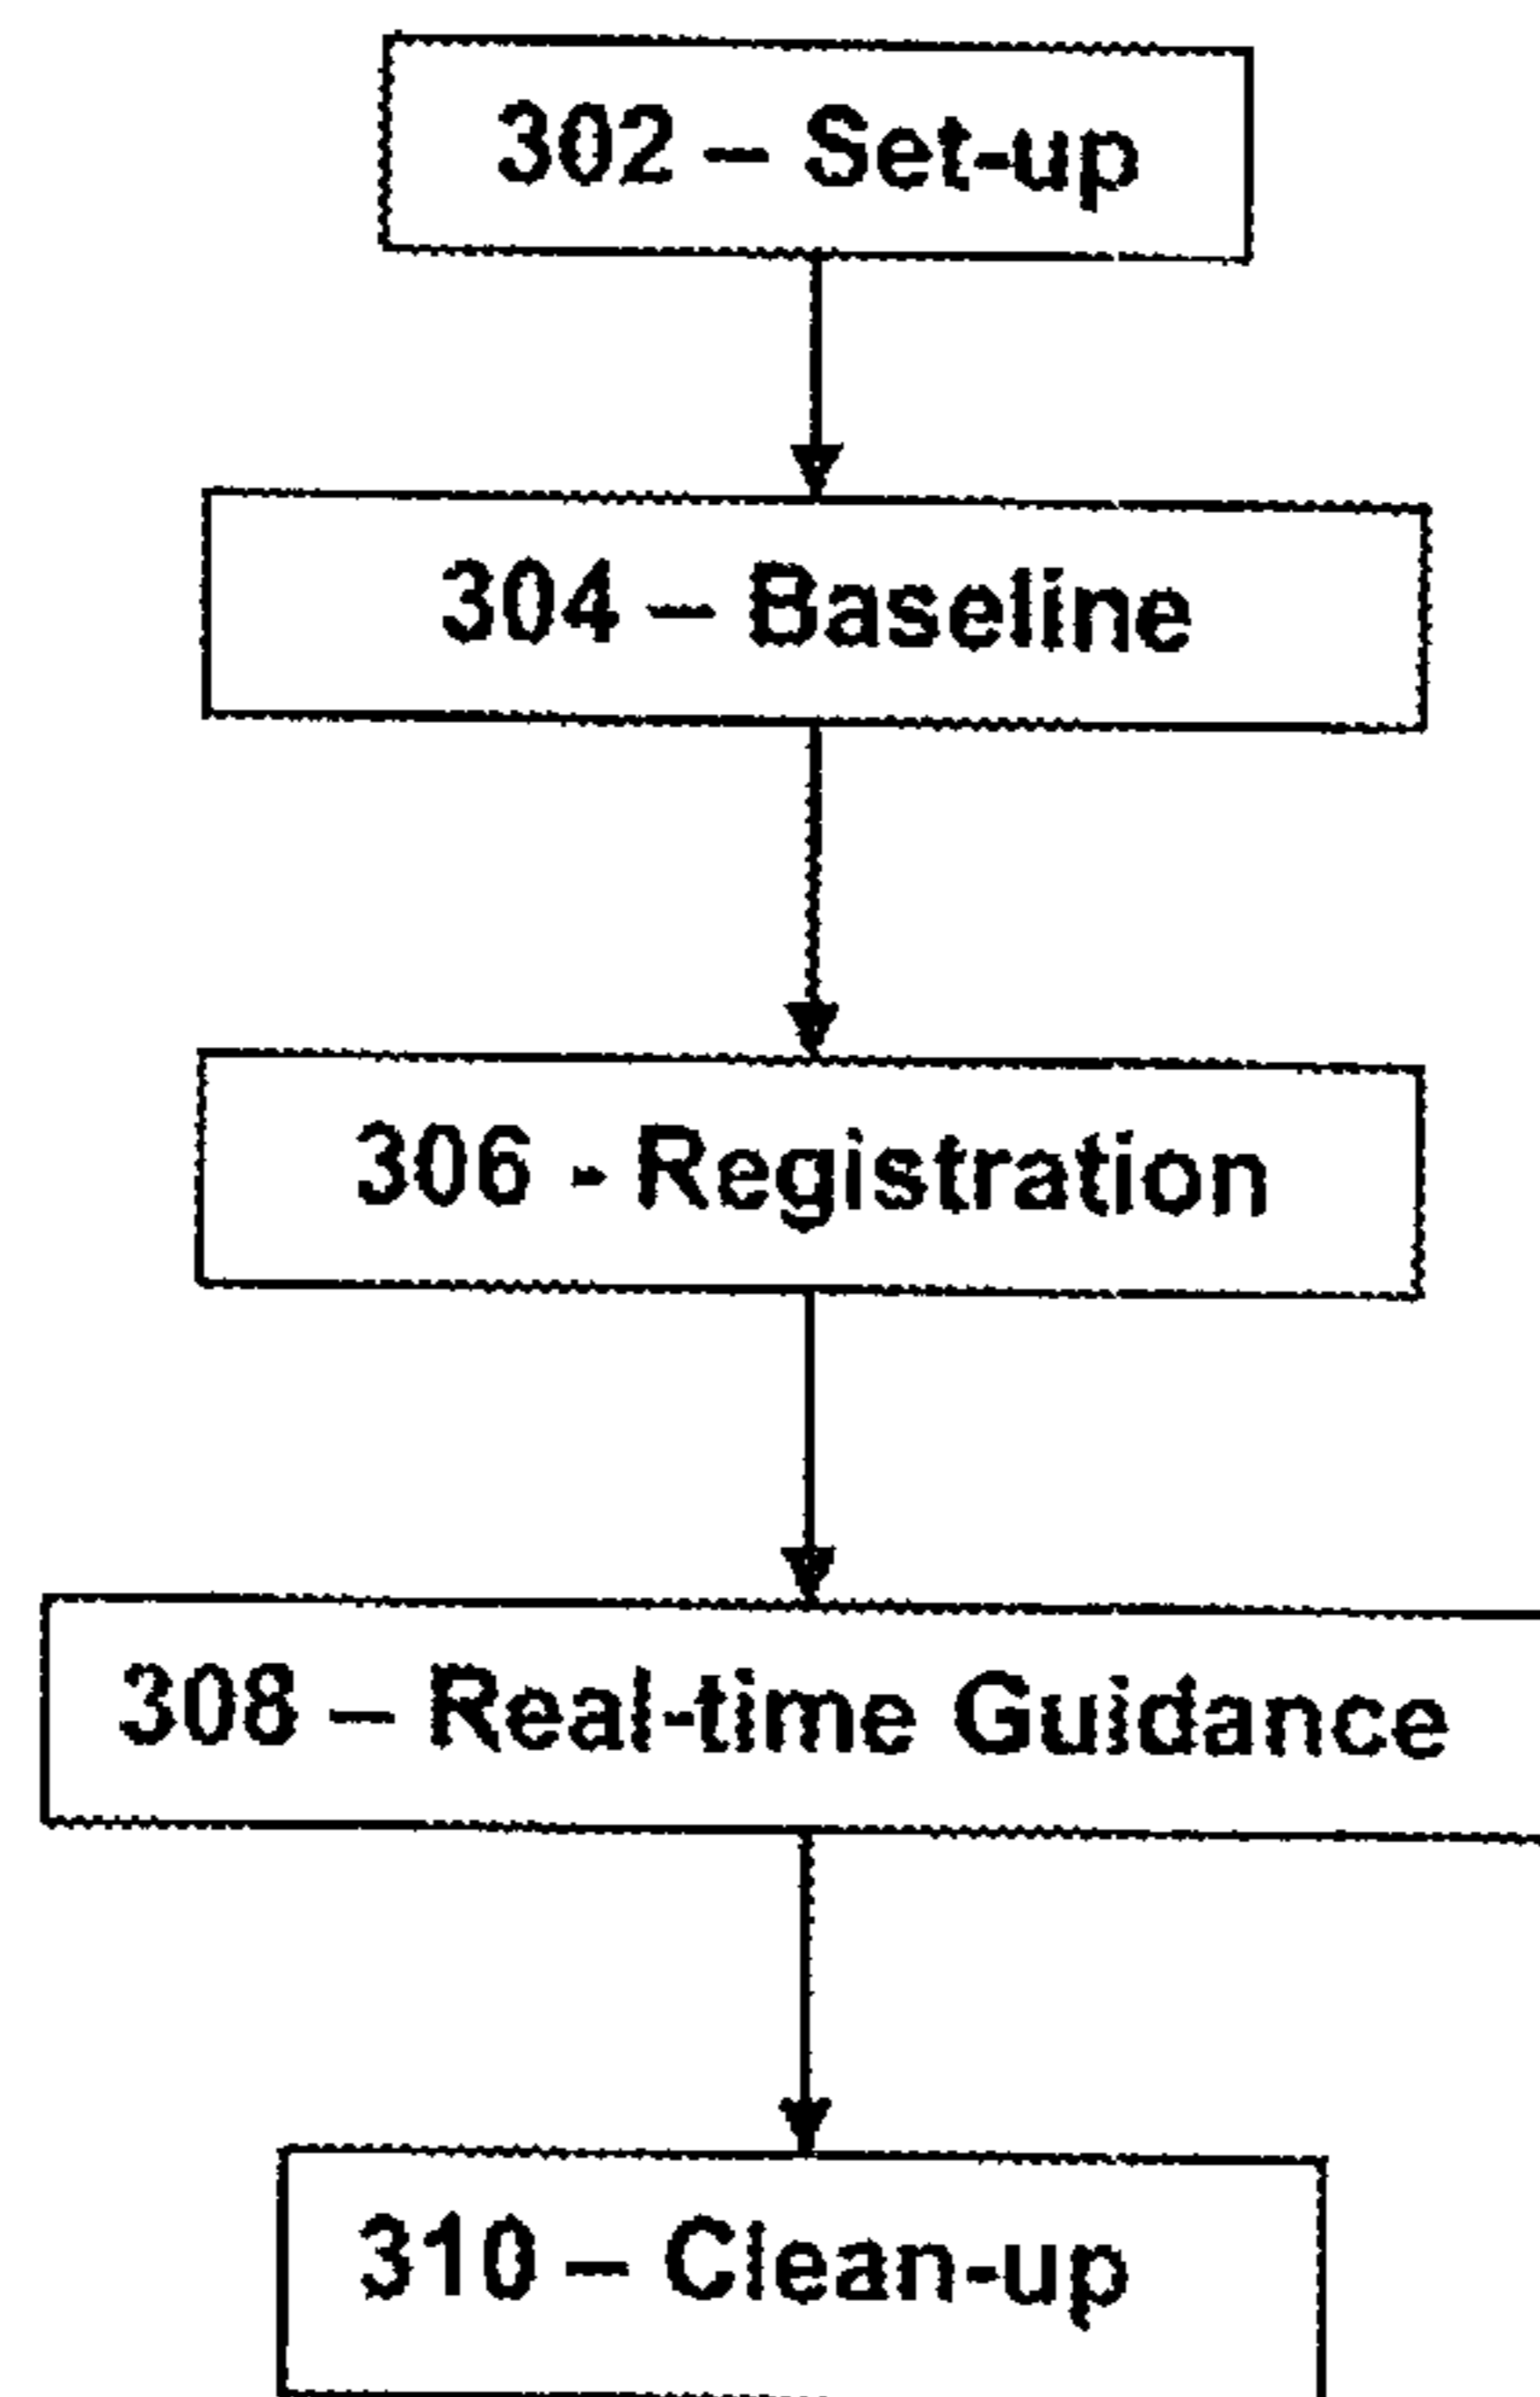 302 – Set-up
304 – Baseline
306 - Registration
308 – Real-time Guidance
310 – Clean-up